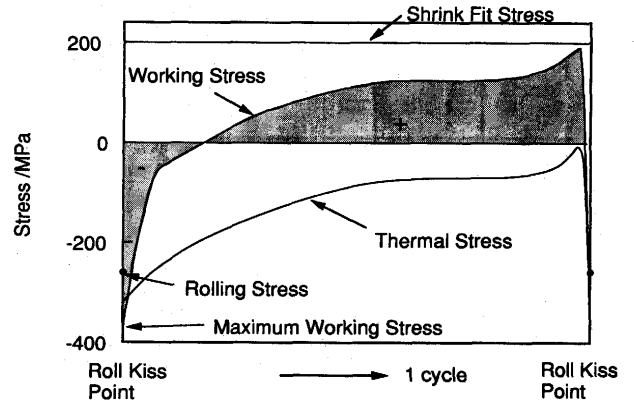 Shrink Fit Stress
200
Working Stress
+
0
-
Stress /MPa
Thermal Stress
-200
Rolling Stress
Maximum Working Stress
-400
Roll Kiss
Point
1 cycle
Roll Kiss
Point